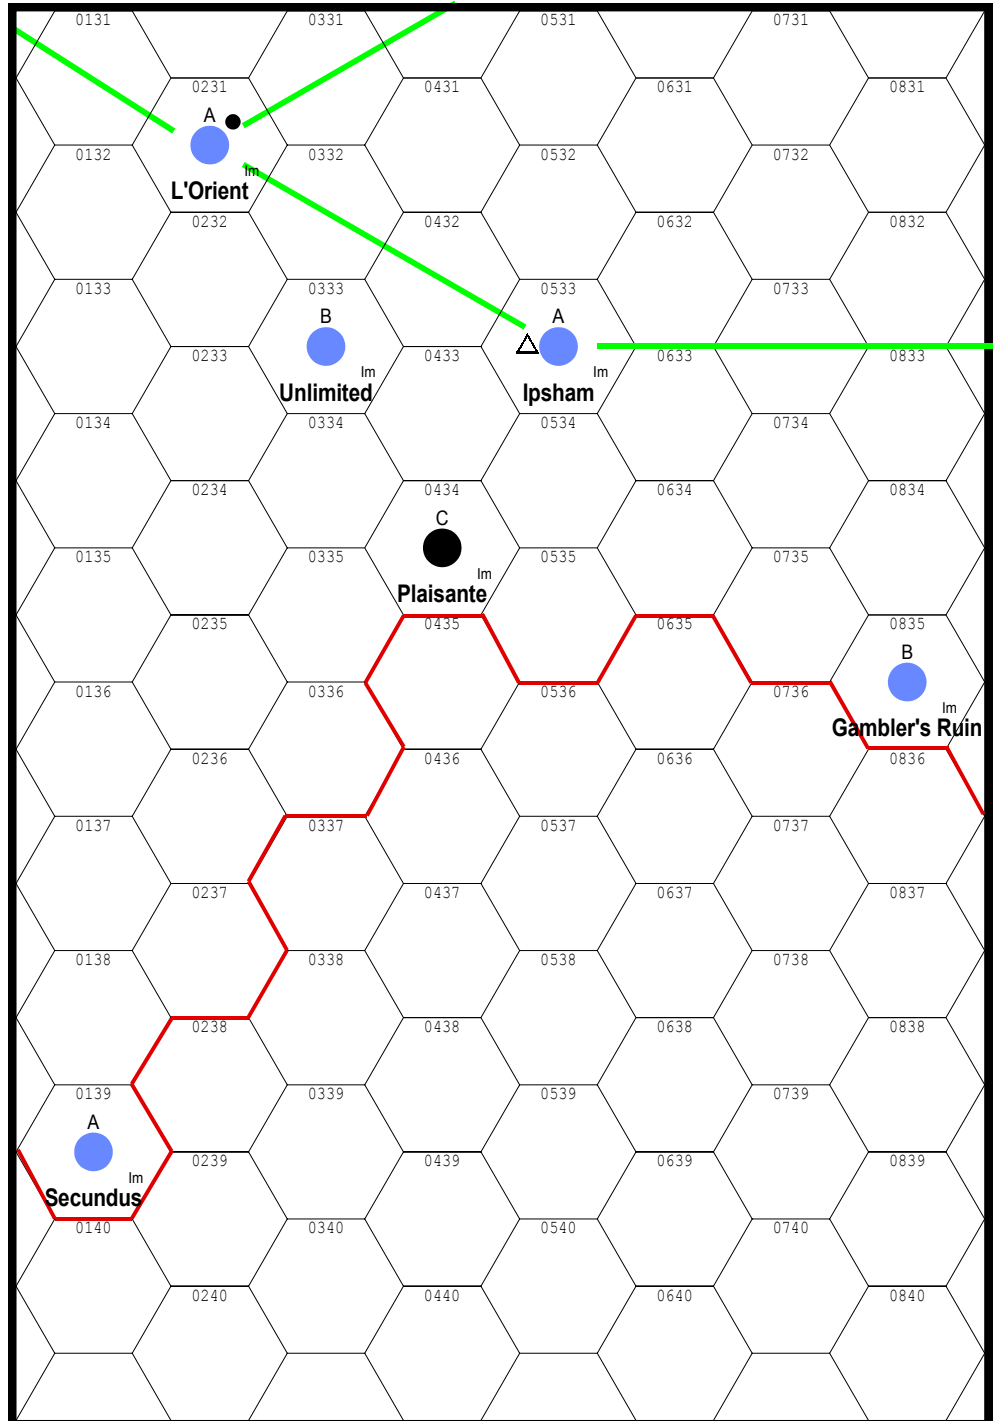 0131 0331 0531 0731
0231 0431 0631 0831
A
0132 0332 0532 0732
Im
L'Orient
0232 0432 0632 0832
0133 0333 0533 0733
B A
0233 0433 0633 0833
Im Im
Unlimited Ipsham
0134 0334 0534 0734
0234 0434 0634 0834
C
0135 0335 0535 0735
Im
Plaisante
0235 0435 0635 0835
B
0136 0336 0536 0736
Im
Gambler's Ruin
0236 0436 0636 0836
0137 0337 0537 0737
0237 0437 0637 0837
0138 0338 0538 0738
0238 0438 0638 0838
0139 0339 0539 0739
A
0239 0439 0639 0839
Im
Secundus
0140 0340 0540 0740
0240 0440 0640 0840